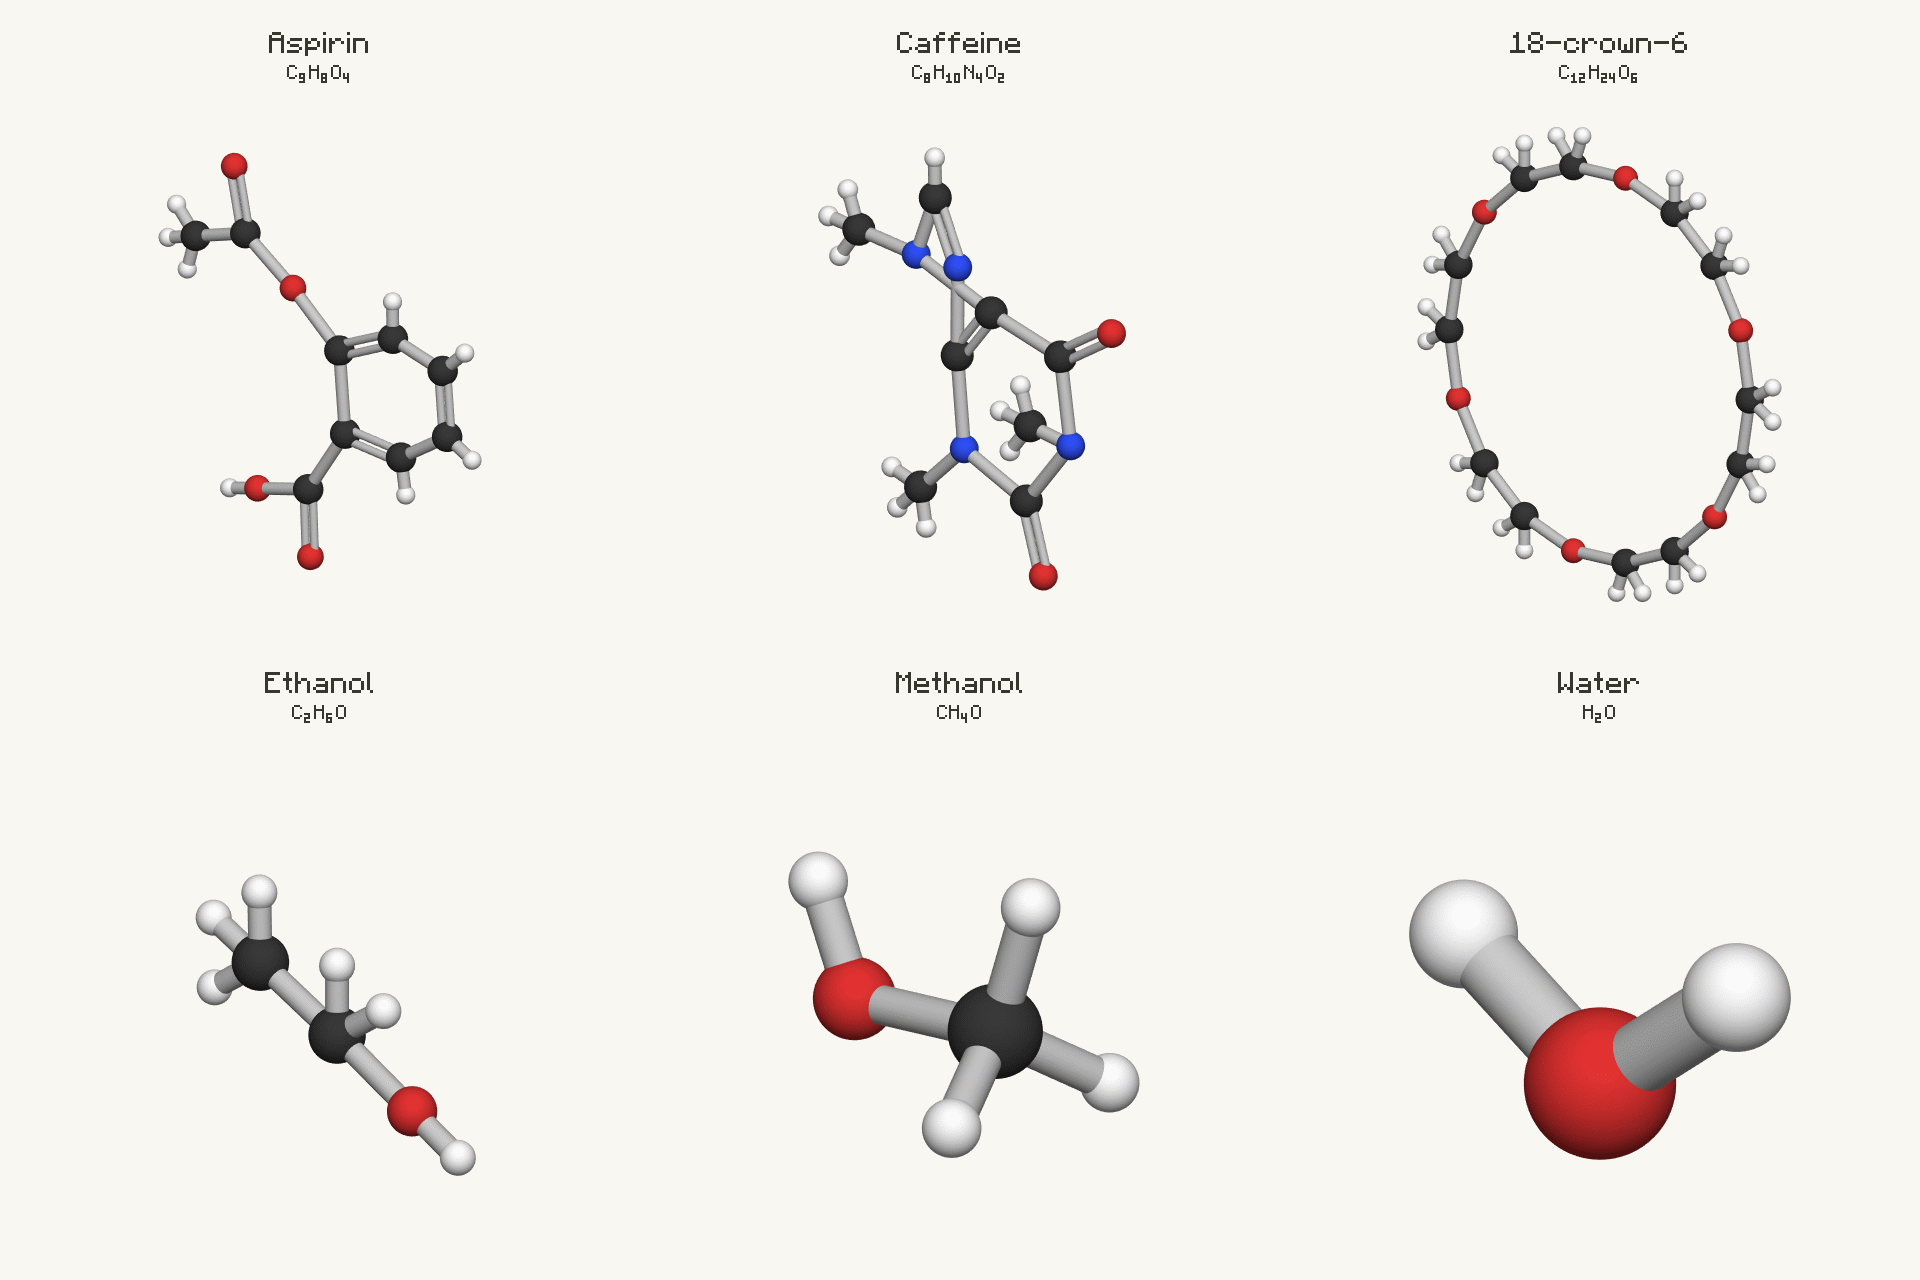 Aspirin
C₉H₈O₄
Caffeine
C₈H₁₀N₄O₂
18-crown-6
C₁₂H₂₄O₆
Ethanol
C₂H₆O
Methanol
CH₄O
Water
H₂O